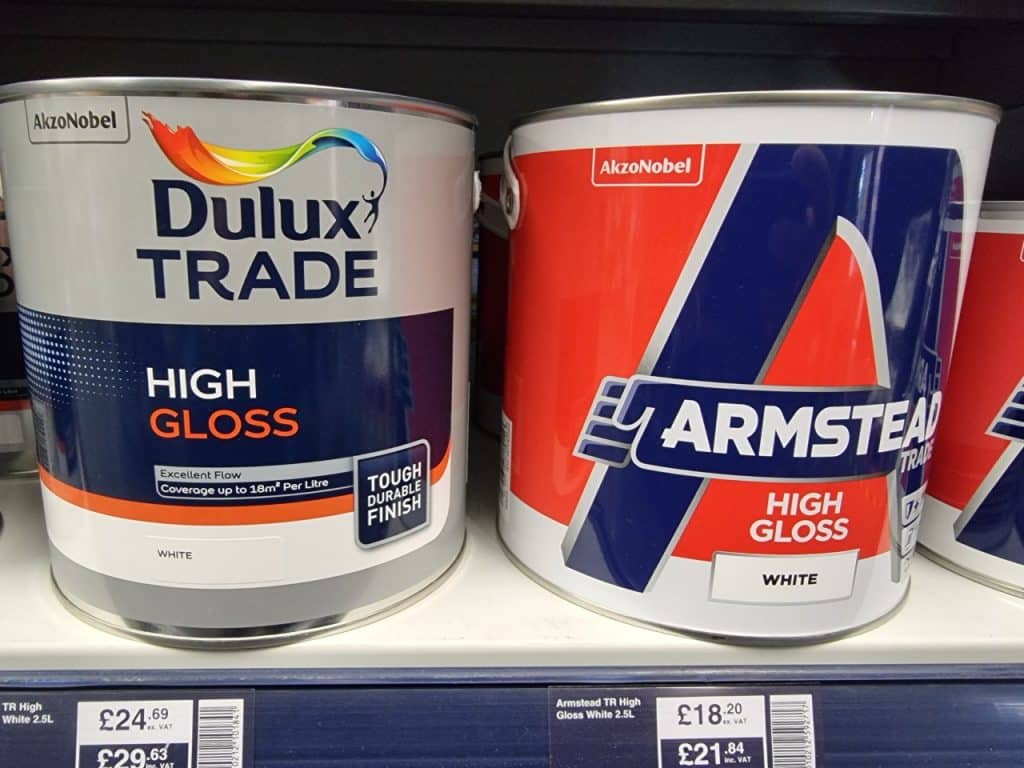 AkzoNobel
Dulux
TRADE
HIGH
GLOSS
Excellent Flow
Coverage up to 18m² Per Litre
TOUGH
DURABLE
FINISH
WHITE
AkzoNobel
ARMSTEAD
TRADE
HIGH
GLOSS
WHITE
TR High
White 2.5L
£24.69
ex. VAT
£29.63
inc. VAT
Armstead TR High
Gloss White 2.5L
£18.20
ex. VAT
£21.84
inc. VAT